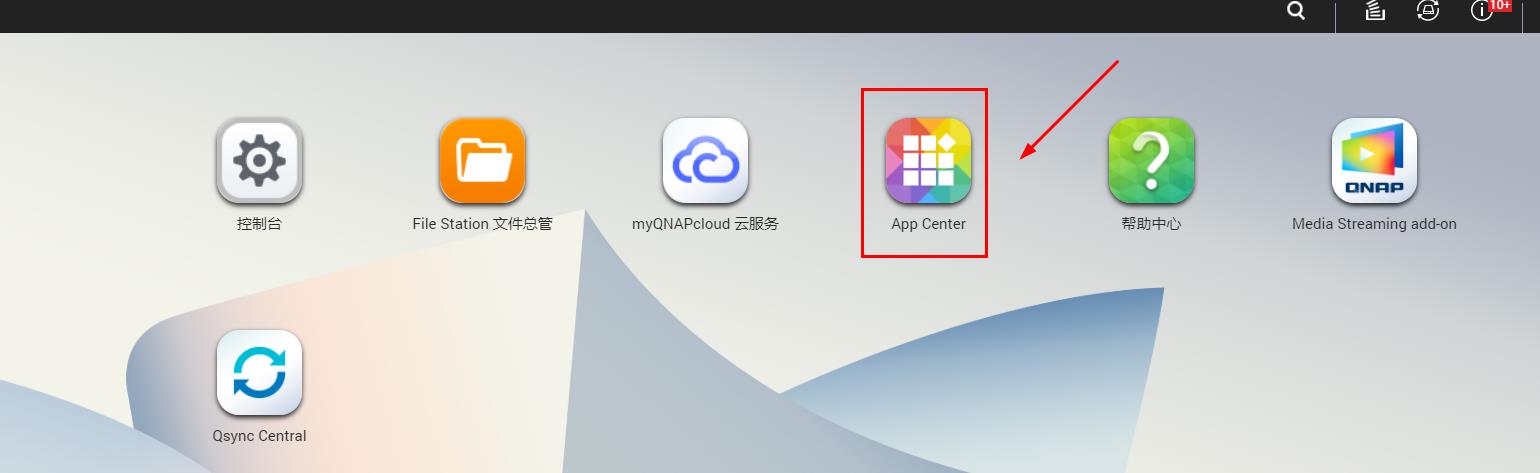 10+
控制台
File Station 文件总管
myQNAPcloud 云服务
App Center
帮助中心
QNAP
Media Streaming add-on
Qsync Central